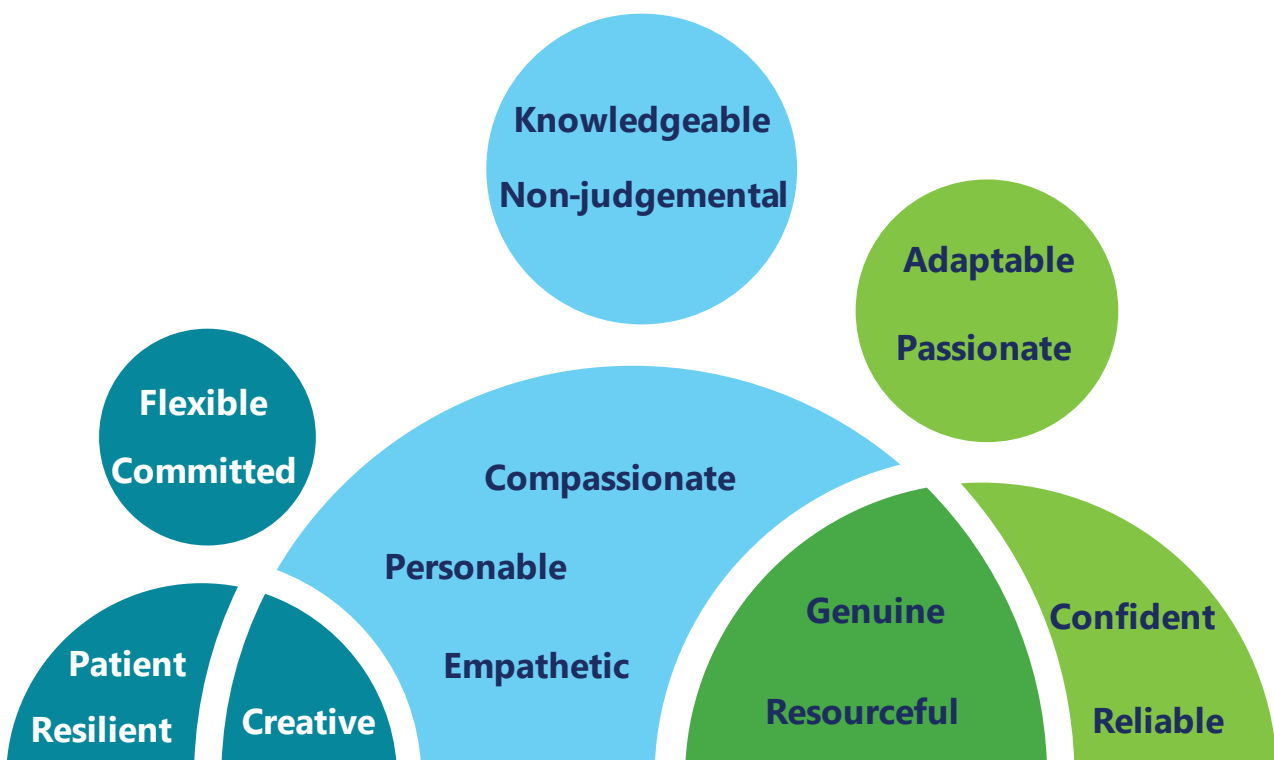 Knowledgeable
Non-judgemental
Adaptable
Passionate
Flexible
Committed
Compassionate
Personable
Empathetic
Genuine
Resourceful
Confident
Reliable
Patient
Resilient
Creative